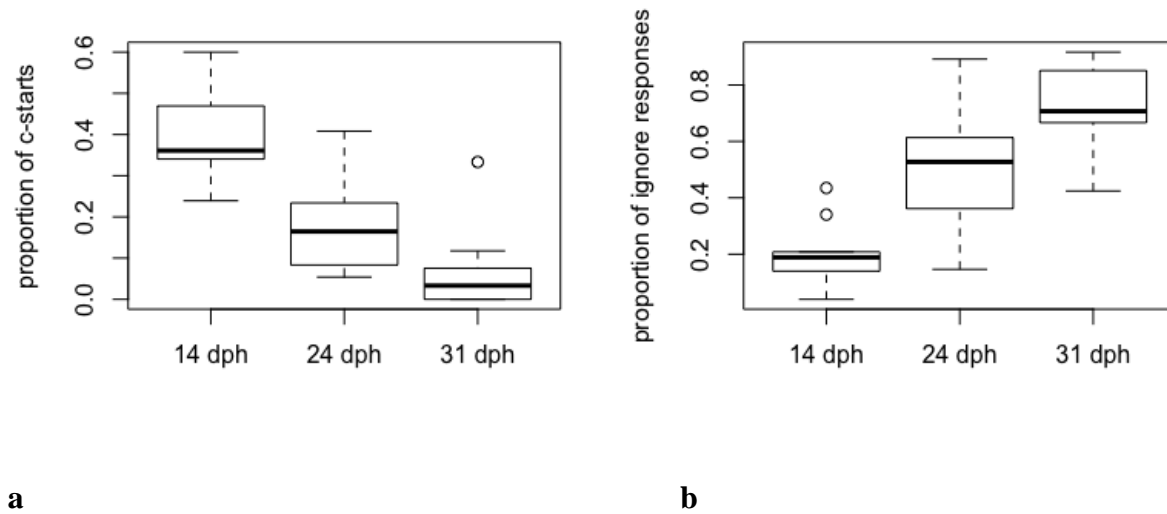 proportion of c-starts
0.6
0.4
0.2
0.0
14 dph 24 dph 31 dph
proportion of ignore responses
0.8
0.6
0.4
0.2
14 dph 24 dph 31 dph
a
b